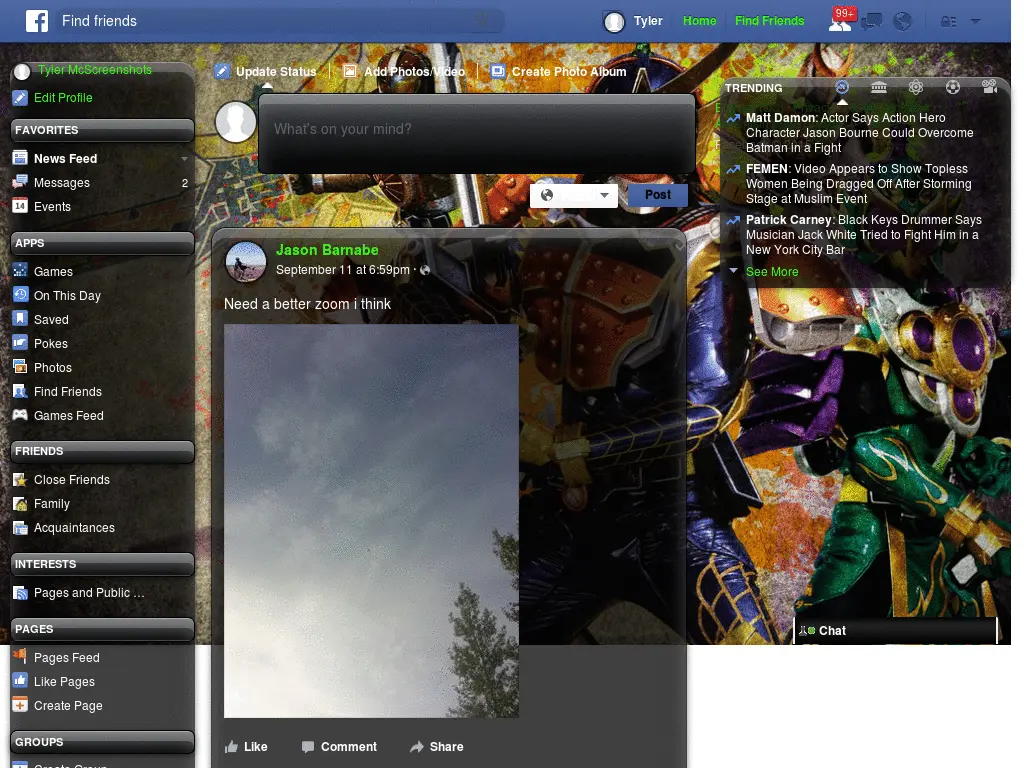 Find friends
Tyler
Home
Find Friends
99+
Tyler McScreenshots
Edit Profile
FAVORITES
News Feed
Messages
2
14
Events
APPS
Games
On This Day
Saved
Pokes
Photos
Find Friends
Games Feed
FRIENDS
Close Friends
Family
Acquaintances
INTERESTS
Pages and Public ...
PAGES
Pages Feed
Like Pages
Create Page
GROUPS
Create Group
Update Status
Add Photos/Video
Create Photo Album
What's on your mind?
Post
Jason Barnabe
September 11 at 6:59pm ·
Need a better zoom i think
Like
Comment
Share
TRENDING
Matt Damon: Actor Says Action Hero
Character Jason Bourne Could Overcome
Batman in a Fight
FEMEN: Video Appears to Show Topless
Women Being Dragged Off After Storming
Stage at Muslim Event
Patrick Carney: Black Keys Drummer Says
Musician Jack White Tried to Fight Him in a
New York City Bar
See More
Chat